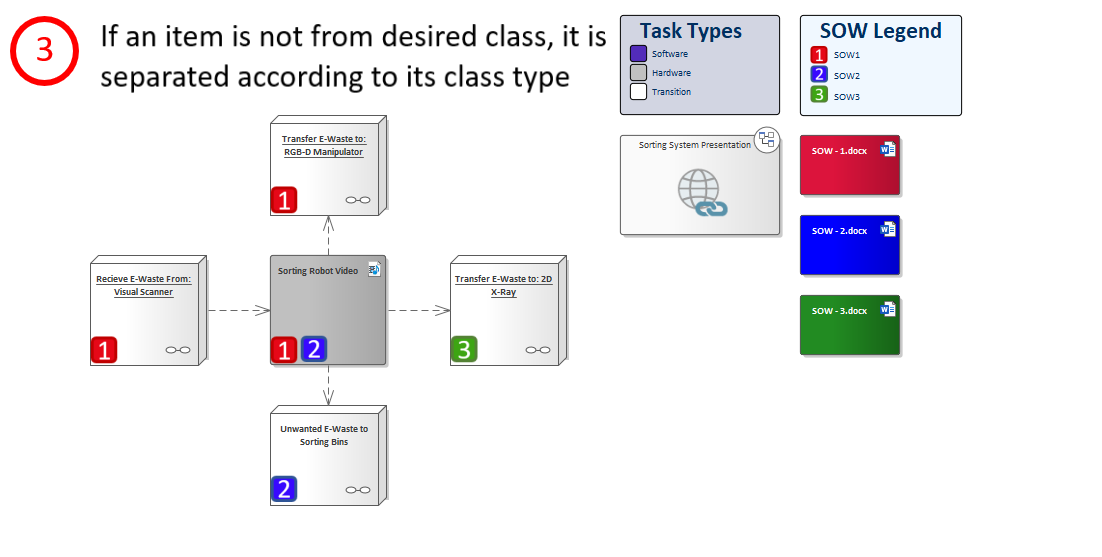 3
If an item is not from desired class, it is
separated according to its class type
Task Types
Software
Hardware
Transition
SOW Legend
1 SOW1
2 SOW2
3 SOW3
Transfer E-Waste to:
RGB-D Manipulator
1
Sorting System Presentation
SOW - 1.docx
W
Recieve E-Waste From:
Visual Scanner
1
Sorting Robot Video
1 2
Transfer E-Waste to: 2D
X-Ray
3
SOW - 2.docx
W
SOW - 3.docx
W
Unwanted E-Waste to
Sorting Bins
2